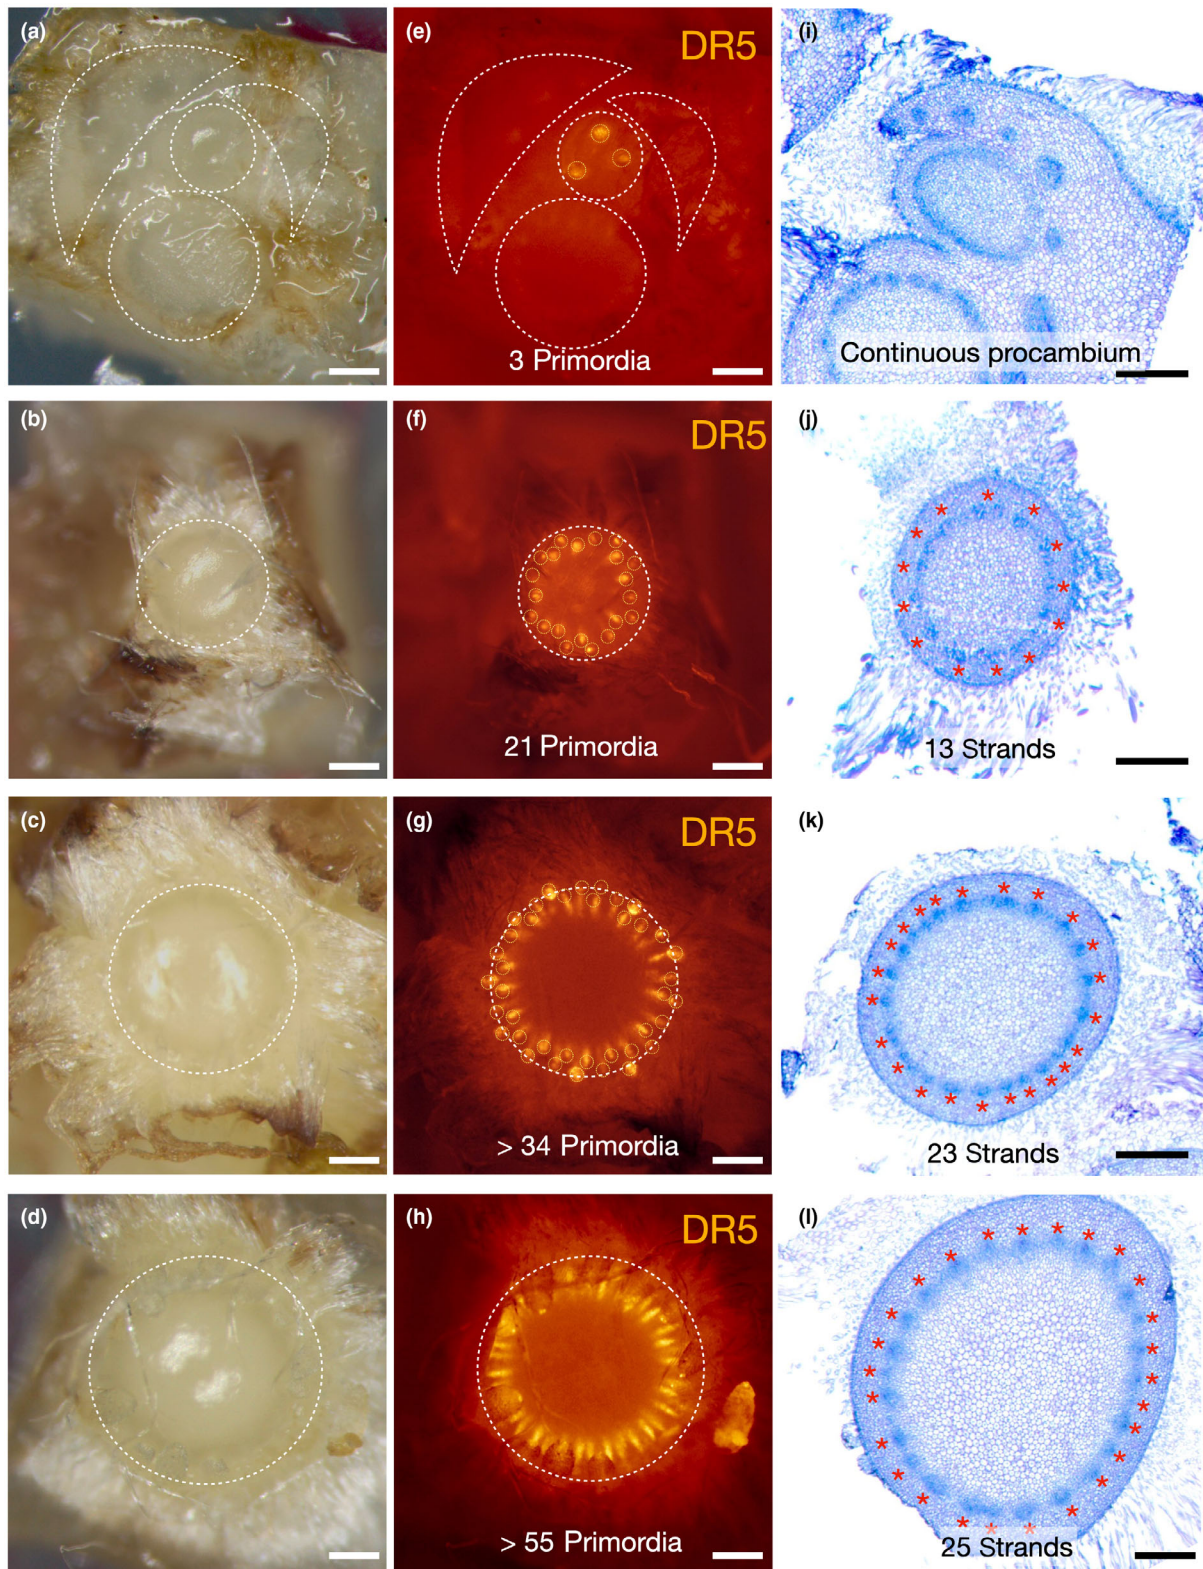 (a)
(e)
DR5
3 Primordia
(i)
Continuous procambium
(b)
(f)
DR5
21 Primordia
(j)
13 Strands
(c)
(g)
DR5
> 34 Primordia
(k)
23 Strands
(d)
(h)
DR5
> 55 Primordia
(l)
25 Strands